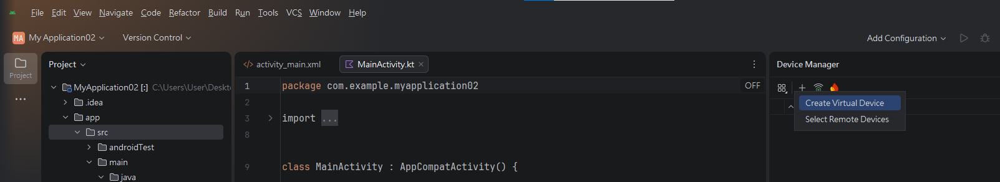 File Edit View Navigate Code Refactor Build Run Tools VCS Window Help
MA My Application02 Version Control Add Configuration
Project
Project
MyApplication02 [:] C:\Users\User\Deskto
.idea
app
src
androidTest
main
java
activity_main.xml MainActivity.kt
1 package com.example.myapplication02 OFF
2
3 import ...
8
9 class MainActivity : AppCompatActivity() {
Device Manager
Create Virtual Device
Select Remote Devices